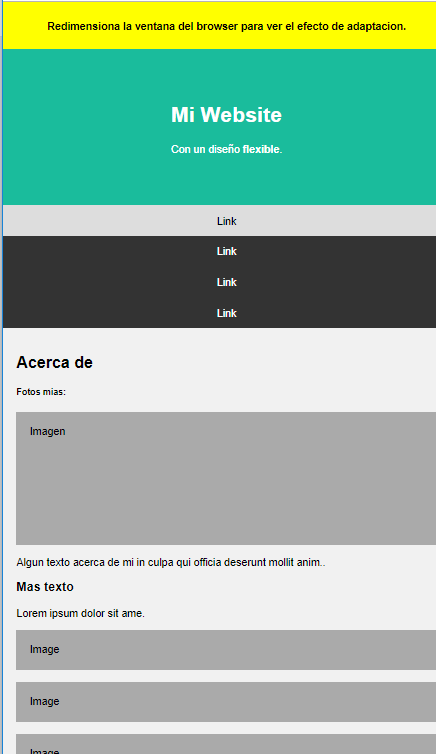 Redimensiona la ventana del browser para ver el efecto de adaptacion.
Mi Website
Con un diseño flexible.
Link
Link
Link
Link
Acerca de
Fotos mias:
Imagen
Algun texto acerca de mi in culpa qui officia deserunt mollit anim..
Mas texto
Lorem ipsum dolor sit ame.
Image
Image
Image